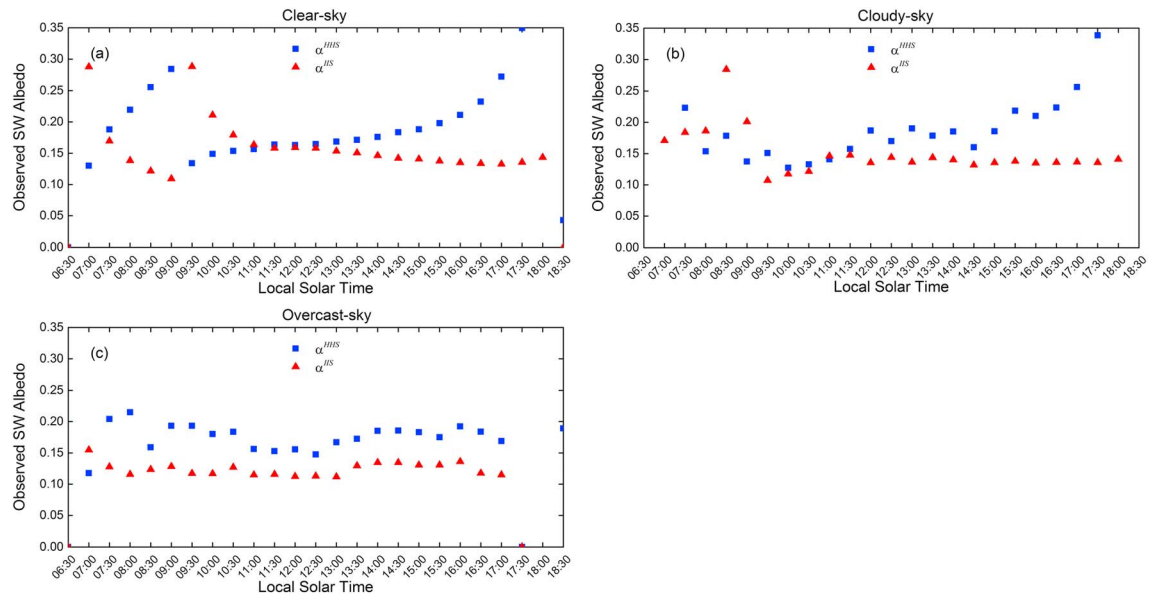 Clear-sky
(a)
α^HHS
α^IIS
Observed SW Albedo
0.35
0.30
0.25
0.20
0.15
0.10
0.05
0.00
06:30 07:00 07:30 08:00 08:30 09:00 09:30 10:00 10:30 11:00 11:30 12:00 12:30 13:00 13:30 14:00 14:30 15:00 15:30 16:00 16:30 17:00 17:30 18:00 18:30
Local Solar Time
Cloudy-sky
(b)
α^HHS
α^IIS
Observed SW Albedo
0.35
0.30
0.25
0.20
0.15
0.10
0.05
0.00
06:30 07:00 07:30 08:00 08:30 09:00 09:30 10:00 10:30 11:00 11:30 12:00 12:30 13:00 13:30 14:00 14:30 15:00 15:30 16:00 16:30 17:00 17:30 18:00 18:30
Local Solar Time
Overcast-sky
(c)
α^HHS
α^IIS
Observed SW Albedo
0.35
0.30
0.25
0.20
0.15
0.10
0.05
0.00
06:30 07:00 07:30 08:00 08:30 09:00 09:30 10:00 10:30 11:00 11:30 12:00 12:30 13:00 13:30 14:00 14:30 15:00 15:30 16:00 16:30 17:00 17:30 18:00 18:30
Local Solar Time